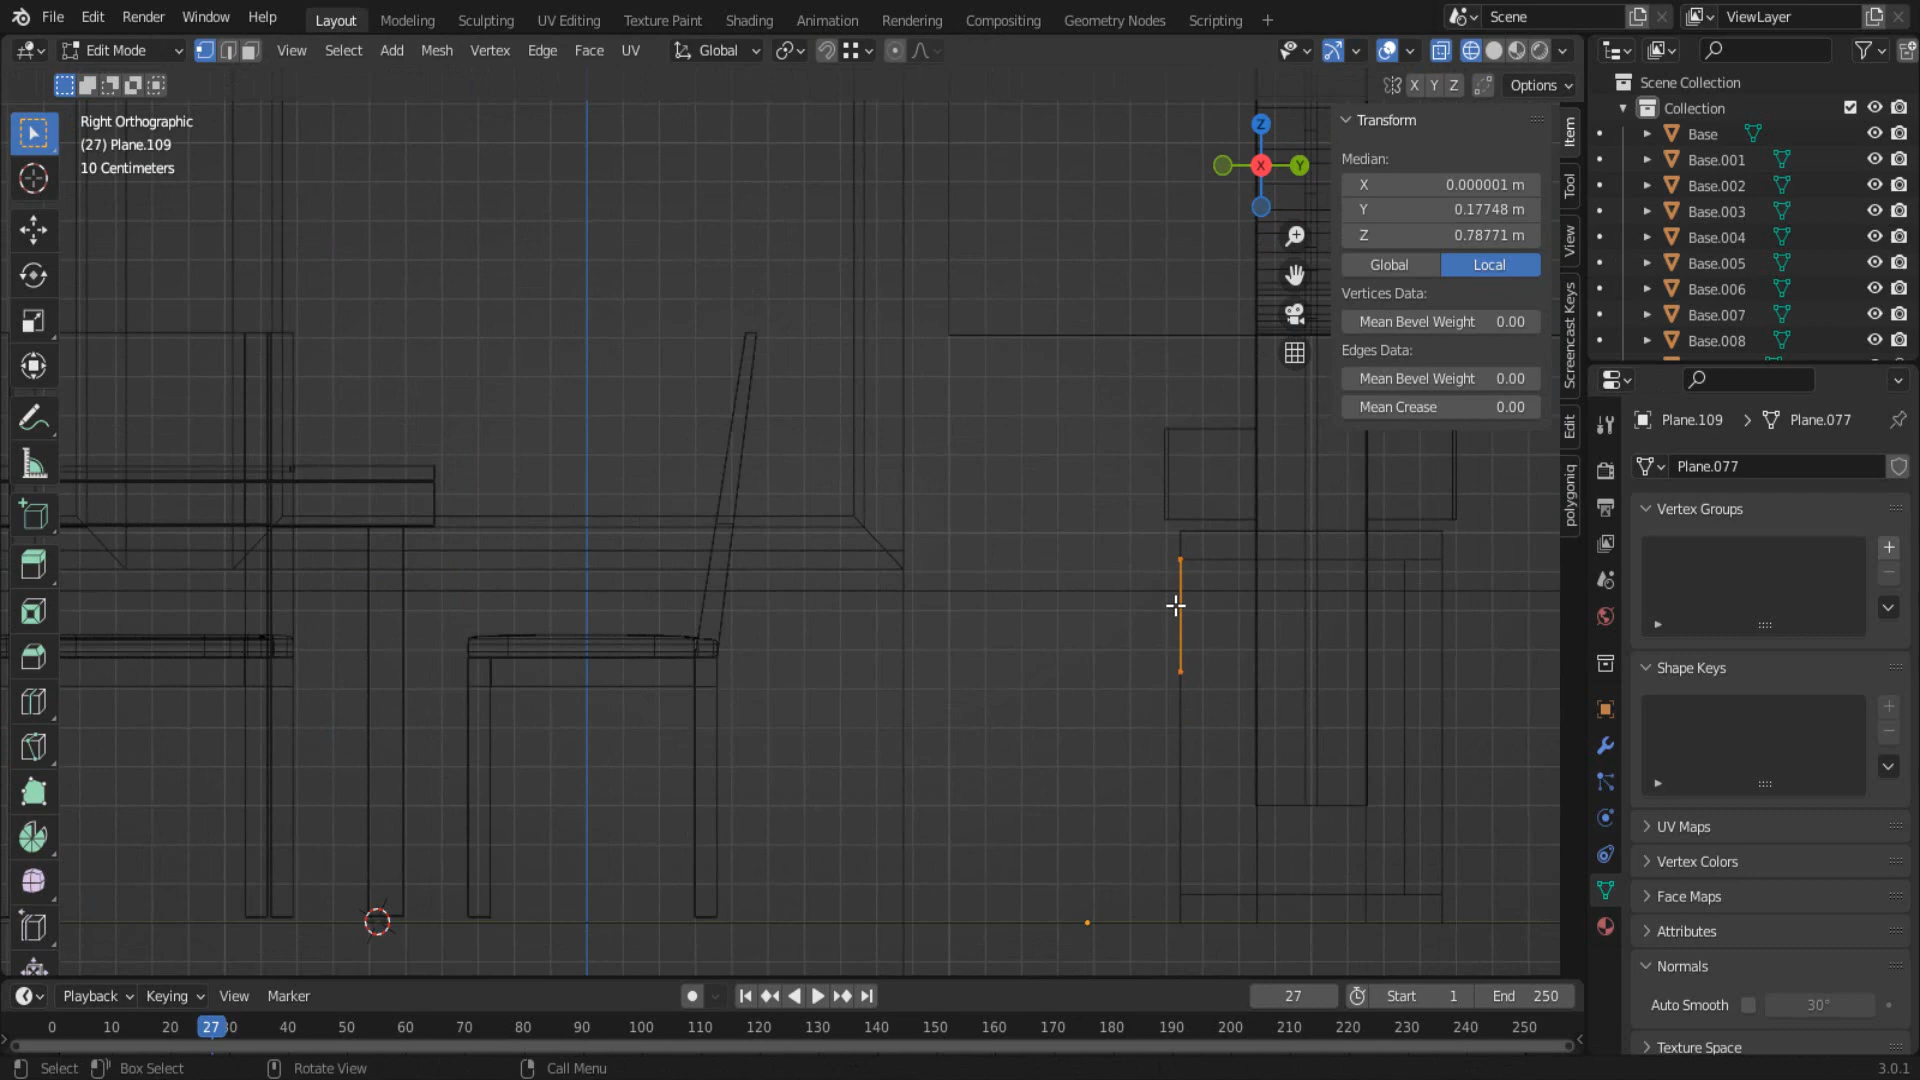 File Edit Render Window Help
Layout Modeling Sculpting UV Editing Texture Paint Shading Animation Rendering Compositing Geometry Nodes Scripting +
Scene
ViewLayer
Edit Mode View Select Add Mesh Vertex Edge Face UV Global
X Y Z Options
Right Orthographic
(27) Plane.109
10 Centimeters
Z
X
Y
Transform
Median:
X 0.000001 m
Y 0.17748 m
Z 0.78771 m
Global Local
Vertices Data:
Mean Bevel Weight 0.00
Edges Data:
Mean Bevel Weight 0.00
Mean Crease 0.00
Item
Tool
View
Screencast Keys
Edit
polygoniq
Scene Collection
Collection
Base
Base.001
Base.002
Base.003
Base.004
Base.005
Base.006
Base.007
Base.008
Plane.109 > Plane.077
Plane.077
Vertex Groups
Shape Keys
UV Maps
Vertex Colors
Face Maps
Attributes
Normals
Auto Smooth 30°
Texture Space
Playback Keying View Marker
27 Start 1 End 250
0 10 20 27 30 40 50 60 70 80 90 100 110 120 130 140 150 160 170 180 190 200 210 220 230 240 250
Select Box Select Rotate View Call Menu
3.0.1